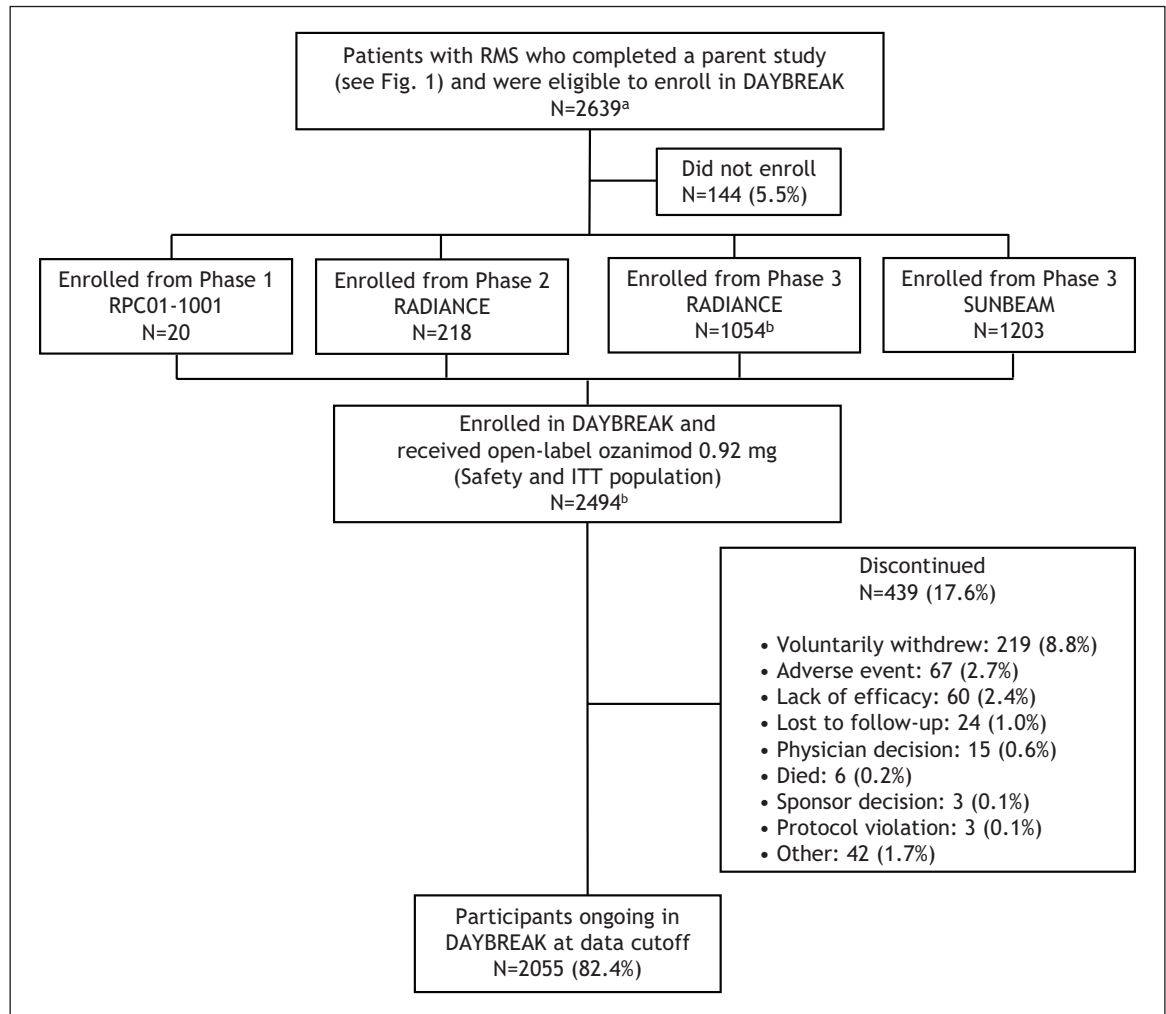 Patients with RMS who completed a parent study
(see Fig. 1) and were eligible to enroll in DAYBREAK
N=2639ᵃ
Did not enroll
N=144 (5.5%)
Enrolled from Phase 1
RPC01-1001
N=20
Enrolled from Phase 2
RADIANCE
N=218
Enrolled from Phase 3
RADIANCE
N=1054ᵇ
Enrolled from Phase 3
SUNBEAM
N=1203
Enrolled in DAYBREAK and
received open-label ozanimod 0.92 mg
(Safety and ITT population)
N=2494ᵇ
Discontinued
N=439 (17.6%)
• Voluntarily withdrew: 219 (8.8%)
• Adverse event: 67 (2.7%)
• Lack of efficacy: 60 (2.4%)
• Lost to follow-up: 24 (1.0%)
• Physician decision: 15 (0.6%)
• Died: 6 (0.2%)
• Sponsor decision: 3 (0.1%)
• Protocol violation: 3 (0.1%)
• Other: 42 (1.7%)
Participants ongoing in
DAYBREAK at data cutoff
N=2055 (82.4%)